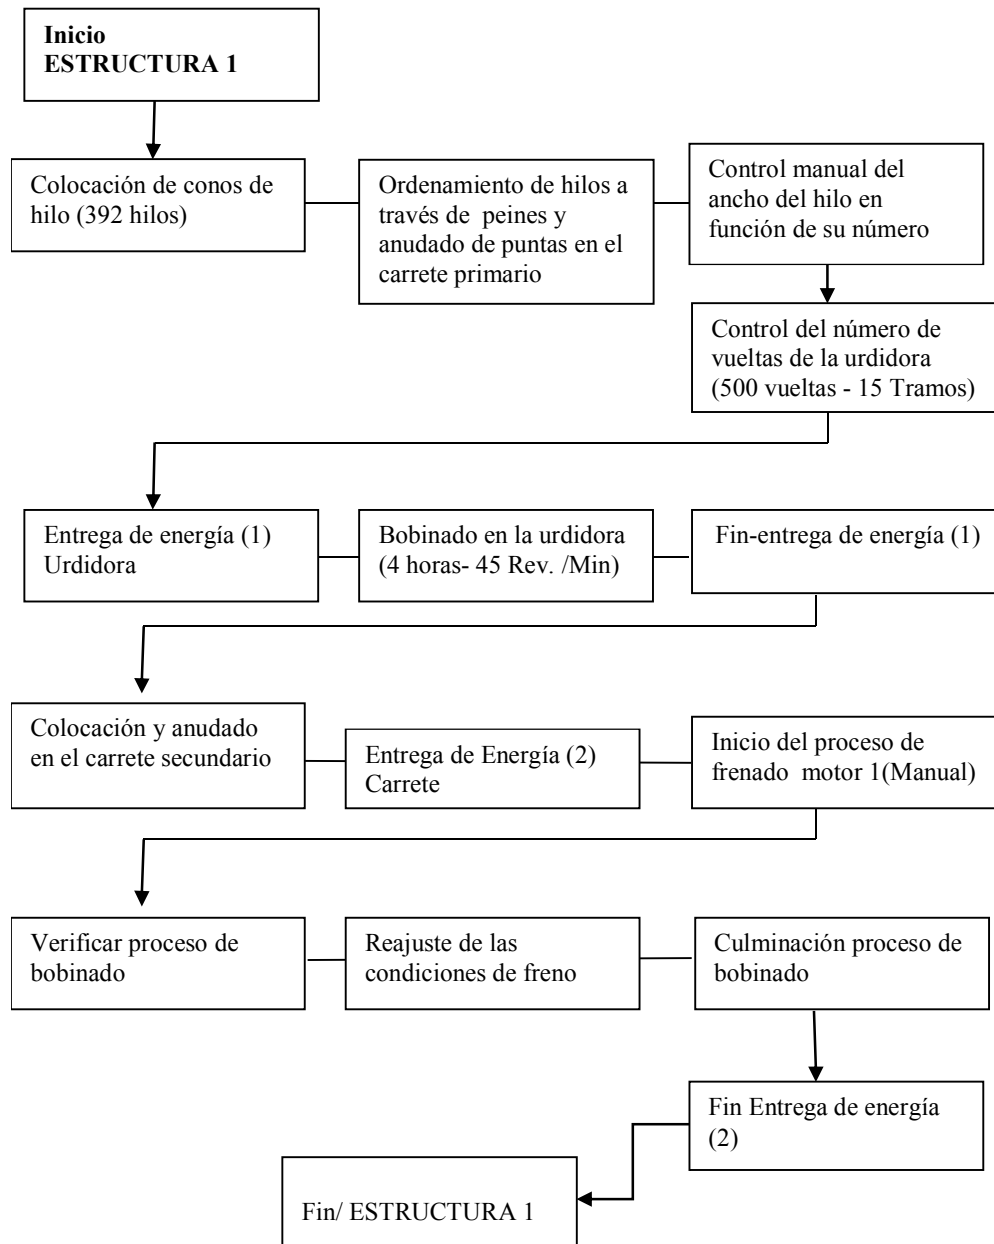 Inicio
ESTRUCTURA 1
Colocación de conos de
hilo (392 hilos)
Ordenamiento de hilos a
través de peines y
anudado de puntas en el
carrete primario
Control manual del
ancho del hilo en
función de su número
Control del número de
vueltas de la urdidora
(500 vueltas - 15 Tramos)
Entrega de energía (1)
Urdidora
Bobinado en la urdidora
(4 horas- 45 Rev. /Min)
Fin-entrega de energía (1)
Colocación y anudado
en el carrete secundario
Entrega de Energía (2)
Carrete
Inicio del proceso de
frenado motor 1(Manual)
Verificar proceso de
bobinado
Reajuste de las
condiciones de freno
Culminación proceso de
bobinado
Fin Entrega de energía
(2)
Fin/ ESTRUCTURA 1